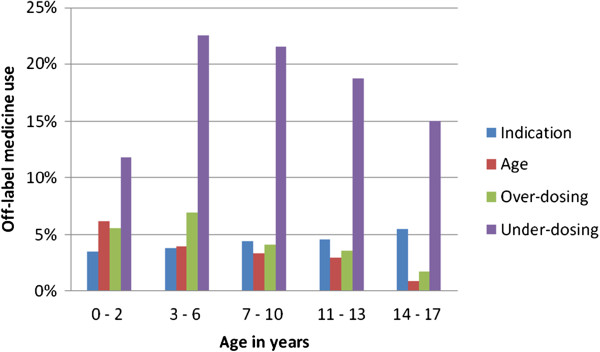 25%
20%
15%
10%
5%
0%
Off-label medicine use
0 - 2
3 - 6
7 - 10
11 - 13
14 - 17
Age in years
Indication
Age
Over-dosing
Under-dosing